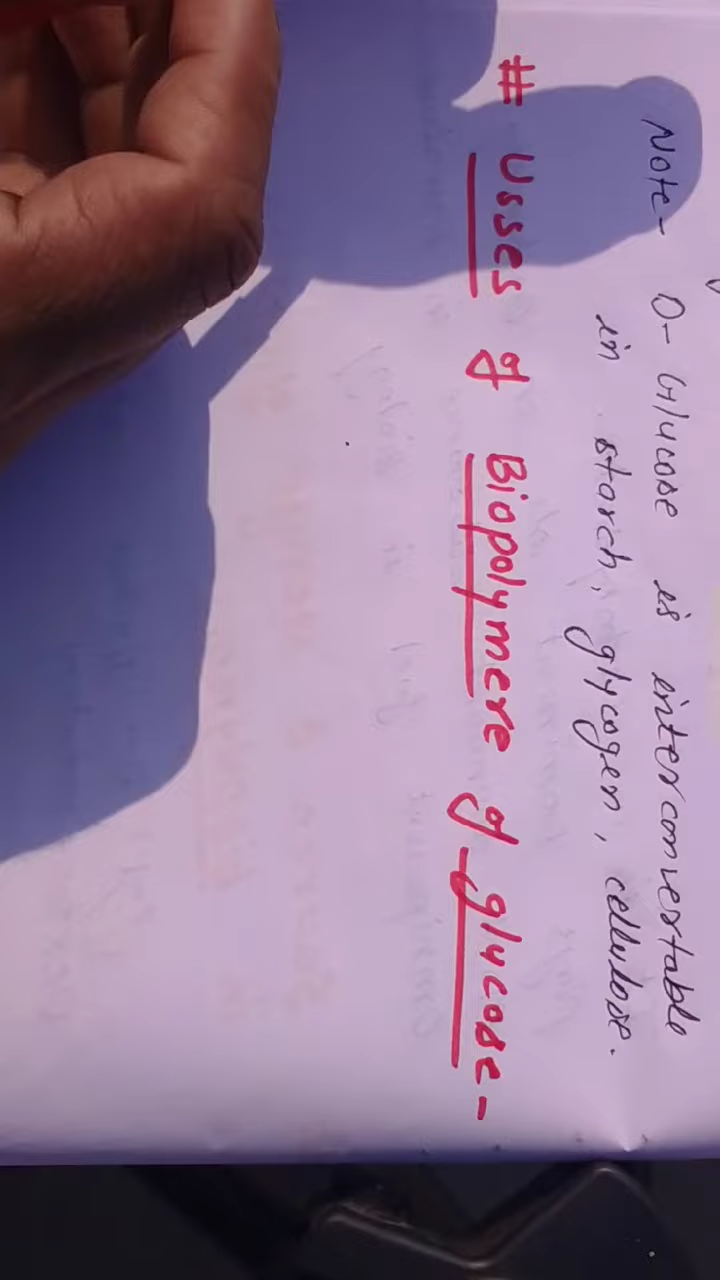 Note- D- Glucose is interconvertable
in starch, glycogen, cellulose.
# Usses of Biopolymere of glucose-